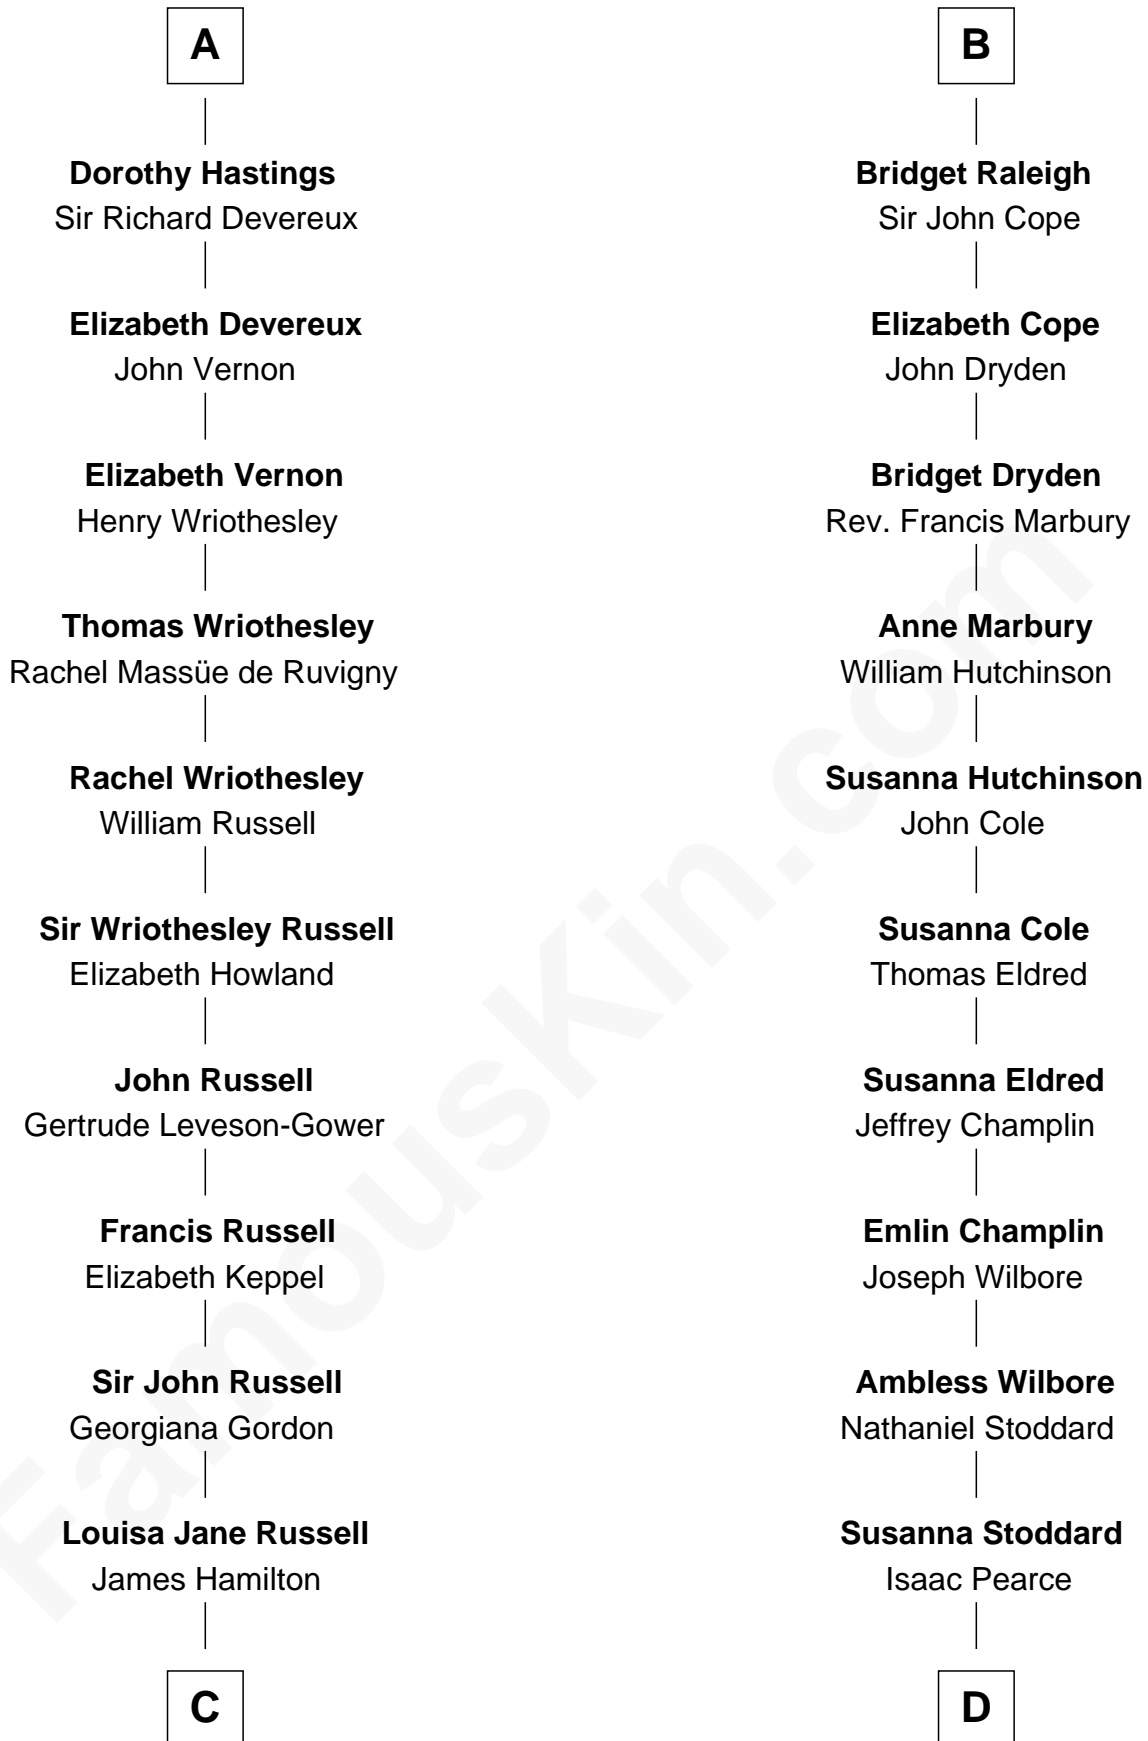 A
Dorothy Hastings
Sir Richard Devereux
Elizabeth Devereux
John Vernon
Elizabeth Vernon
Henry Wriothesley
Thomas Wriothesley
Rachel Massüe de Ruvigny
Rachel Wriothesley
William Russell
Sir Wriothesley Russell
Elizabeth Howland
John Russell
Gertrude Leveson-Gower
Francis Russell
Elizabeth Keppel
Sir John Russell
Georgiana Gordon
Louisa Jane Russell
James Hamilton
C
B
Bridget Raleigh
Sir John Cope
Elizabeth Cope
John Dryden
Bridget Dryden
Rev. Francis Marbury
Anne Marbury
William Hutchinson
Susanna Hutchinson
John Cole
Susanna Cole
Thomas Eldred
Susanna Eldred
Jeffrey Champlin
Emlin Champlin
Joseph Wilbore
Ambless Wilbore
Nathaniel Stoddard
Susanna Stoddard
Isaac Pearce
D
FamousKin.com